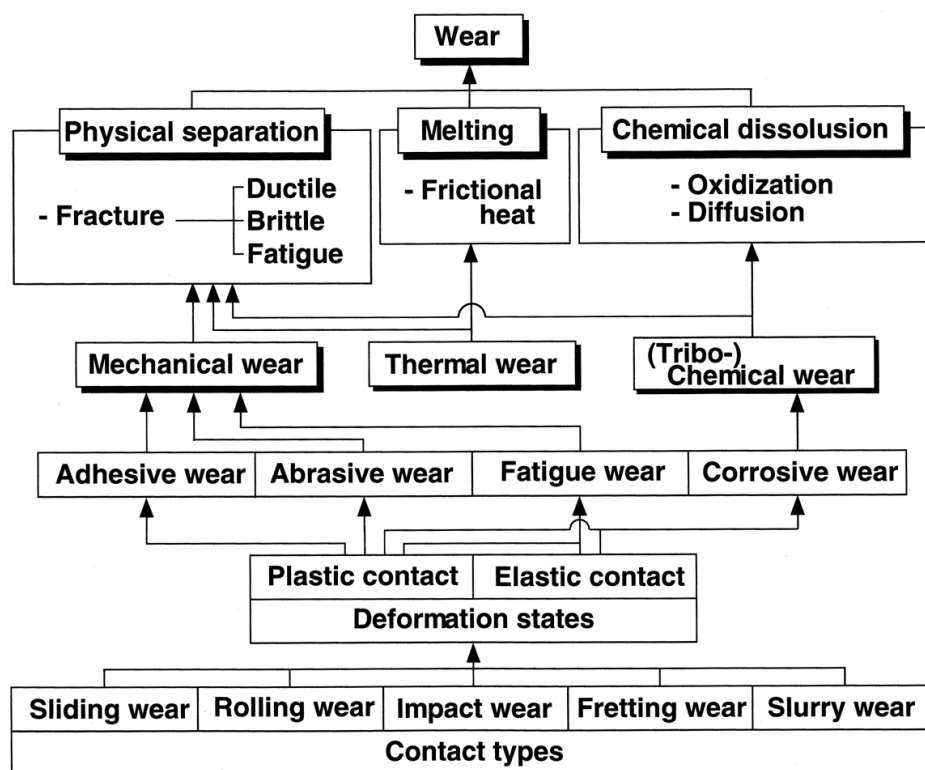 Wear
Physical separation
Melting
Chemical dissolusion
- Fracture
Ductile
Brittle
Fatigue
- Frictional
heat
- Oxidization
- Diffusion
Mechanical wear
Thermal wear
(Tribo-)
Chemical wear
Adhesive wear
Abrasive wear
Fatigue wear
Corrosive wear
Plastic contact
Elastic contact
Deformation states
Sliding wear
Rolling wear
Impact wear
Fretting wear
Slurry wear
Contact types